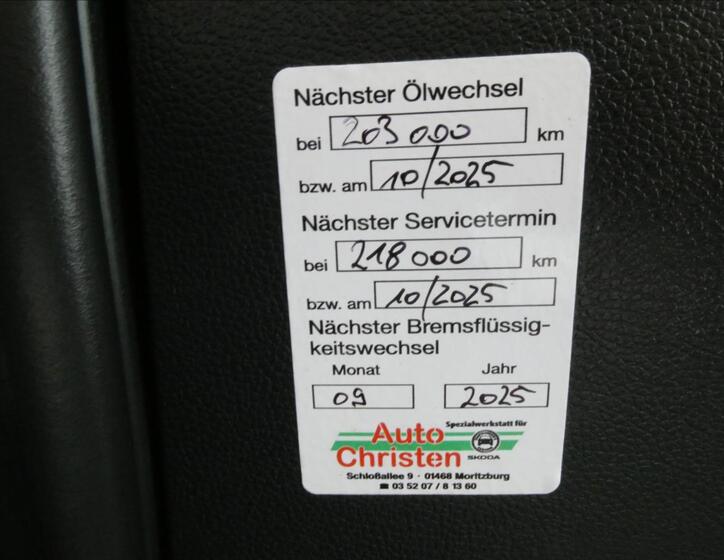 Nächster Ölwechsel
bei 203 000 km
bzw. am 10/2025
Nächster Servicetermin
bei 218 000 km
bzw. am 10/2025
Nächster Bremsflüssig-
keitswechsel
Monat Jahr
09 2025
Spezialwerkstatt für
Auto
Christen
SKODA
Schloßallee 9 · 01468 Moritzburg
☎ 03 52 07 / 8 13 60